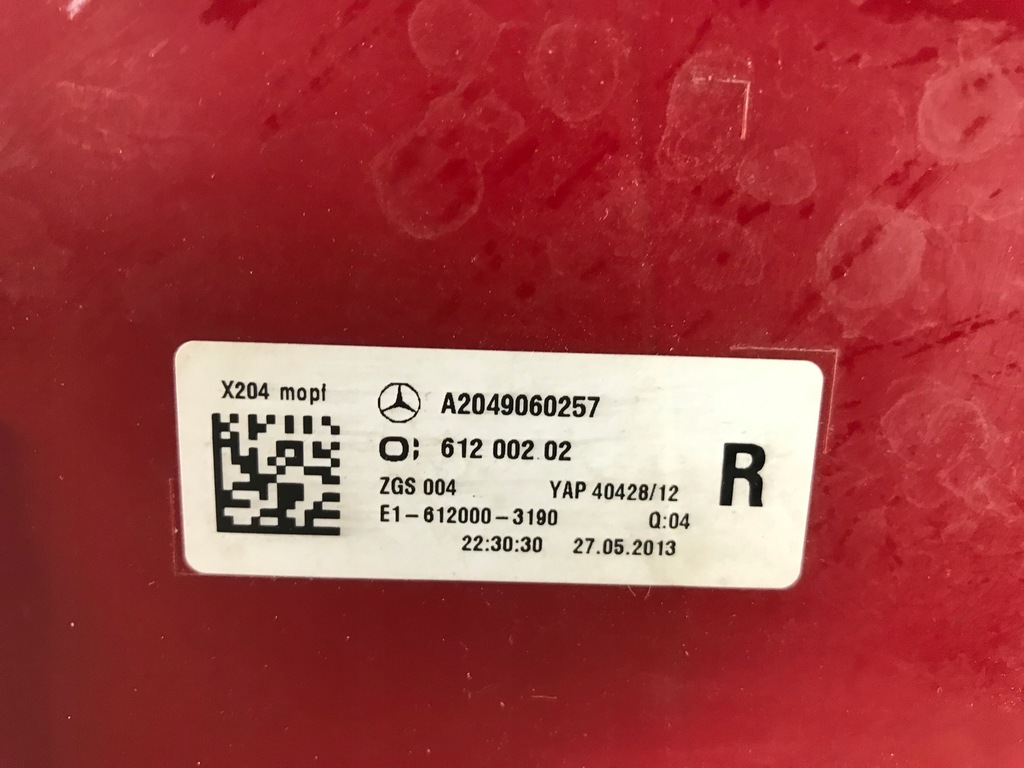 X204 mopf
A2049060257
612 002 02
ZGS 004 YAP 40428/12
E1-612000-3190 Q:04
22:30:30 27.05.2013
R